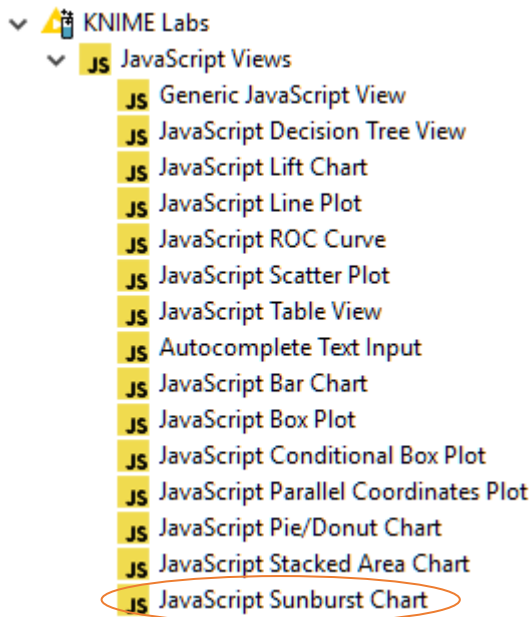 KNIME Labs
JS JavaScript Views
JS Generic JavaScript View
JS JavaScript Decision Tree View
JS JavaScript Lift Chart
JS JavaScript Line Plot
JS JavaScript ROC Curve
JS JavaScript Scatter Plot
JS JavaScript Table View
JS Autocomplete Text Input
JS JavaScript Bar Chart
JS JavaScript Box Plot
JS JavaScript Conditional Box Plot
JS JavaScript Parallel Coordinates Plot
JS JavaScript Pie/Donut Chart
JS JavaScript Stacked Area Chart
JS JavaScript Sunburst Chart